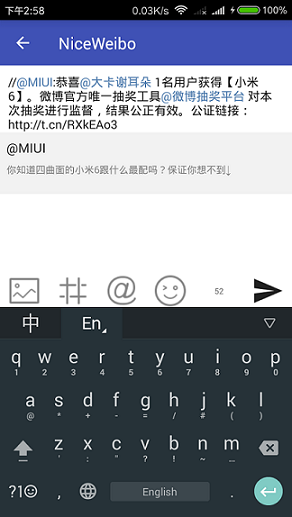 下午2:58
0.03K/s
100%
NiceWeibo
//@MIUI:恭喜@大卡谢耳朵 1名用户获得【小米
6】。微博官方唯一抽奖工具@微博抽奖平台 对本
次抽奖进行监督，结果公正有效。公证链接：
http://t.cn/RXkEAo3
@MIUI
你知道四曲面的小米6跟什么最配吗？保证你想不到↓
52
中 En
q w e r t y u i o p
1 2 3 4 5 6 7 8 9 0
a s d f g h j k l
@ * + - = / # ( )
z x c v b n m
' : " ? ! ~ …
?1☺ , English .